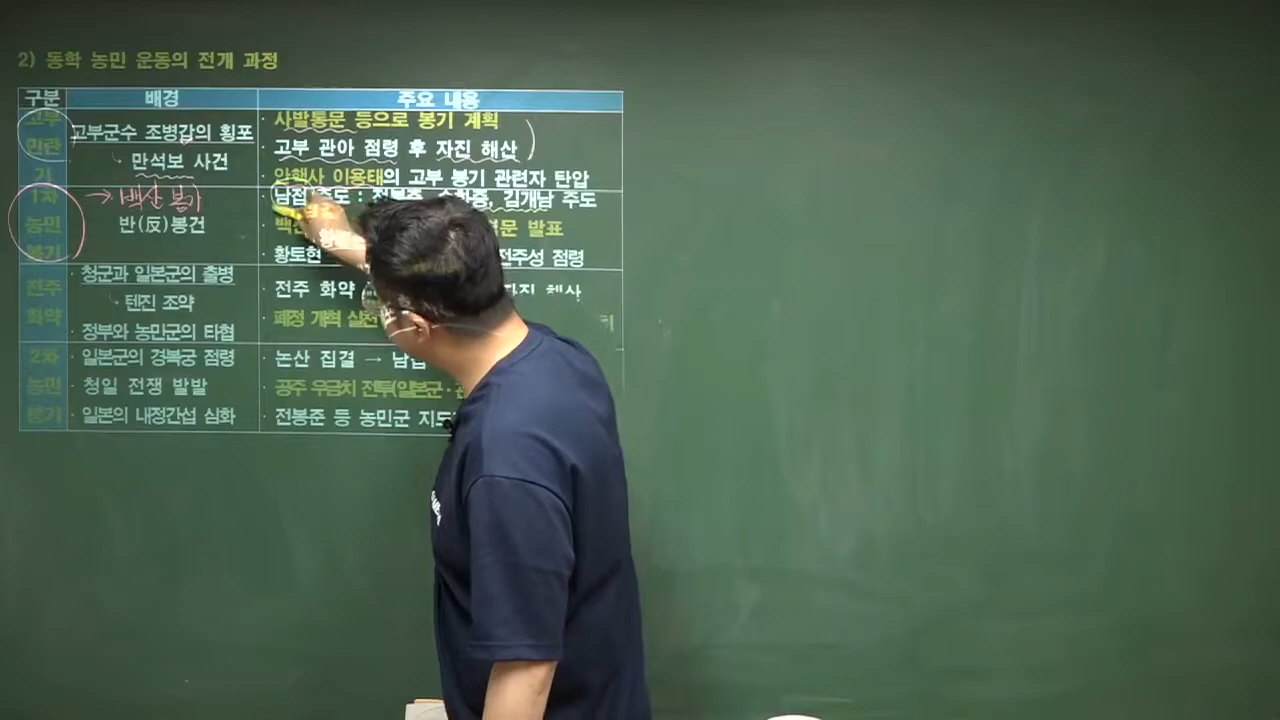 2) 동학 농민 운동의 전개 과정
구분 배경 주요 내용
고부 민란기
고부군수 조병갑의 횡포
만석보 사건
· 사발통문 등으로 봉기 계획
· 고부 관아 점령 후 자진 해산
· 안핵사 이용태의 고부 봉기 관련자 탄압
1차 농민 봉기
→ 백산 봉기
반(反)봉건
· 남접 주도 : 김개남 주도
· 발표
· 황토현 전주성 점령
전주 화약
· 청군과 일본군의 출병
텐진 조약
· 정부와 농민군의 타협
· 전주 화약
· 폐정 개혁
2차 농민 봉기
· 일본군의 경복궁 점령
· 청일 전쟁 발발
· 일본의 내정간섭 심화
· 논산 집결 →
· 공주 우금치 전투(일본군·
· 전봉준 등 농민군